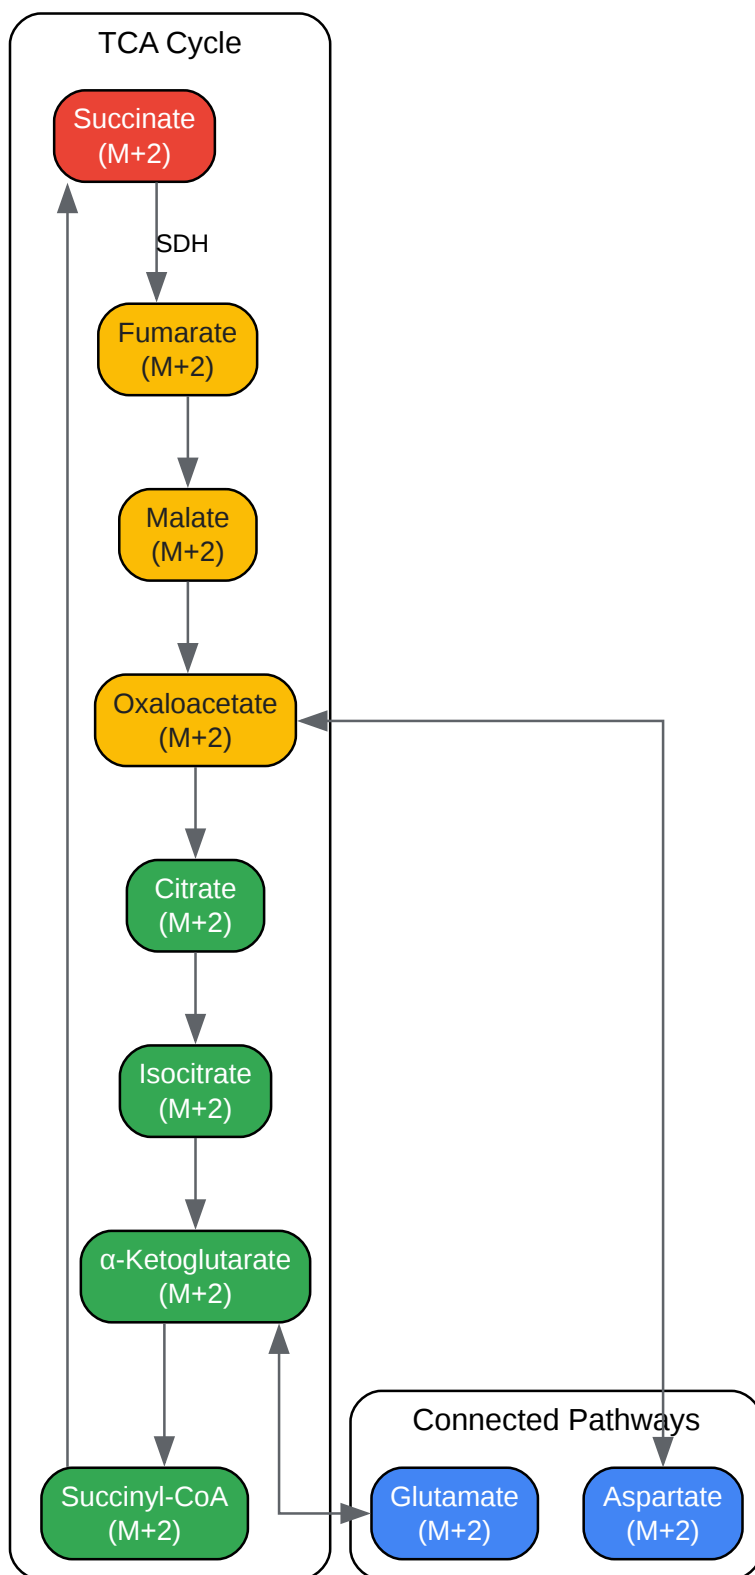 TCA Cycle
Succinate
(M+2)
SDH
Fumarate
(M+2)
Malate
(M+2)
Oxaloacetate
(M+2)
Citrate
(M+2)
Isocitrate
(M+2)
α-Ketoglutarate
(M+2)
Succinyl-CoA
(M+2)
Connected Pathways
Glutamate
(M+2)
Aspartate
(M+2)